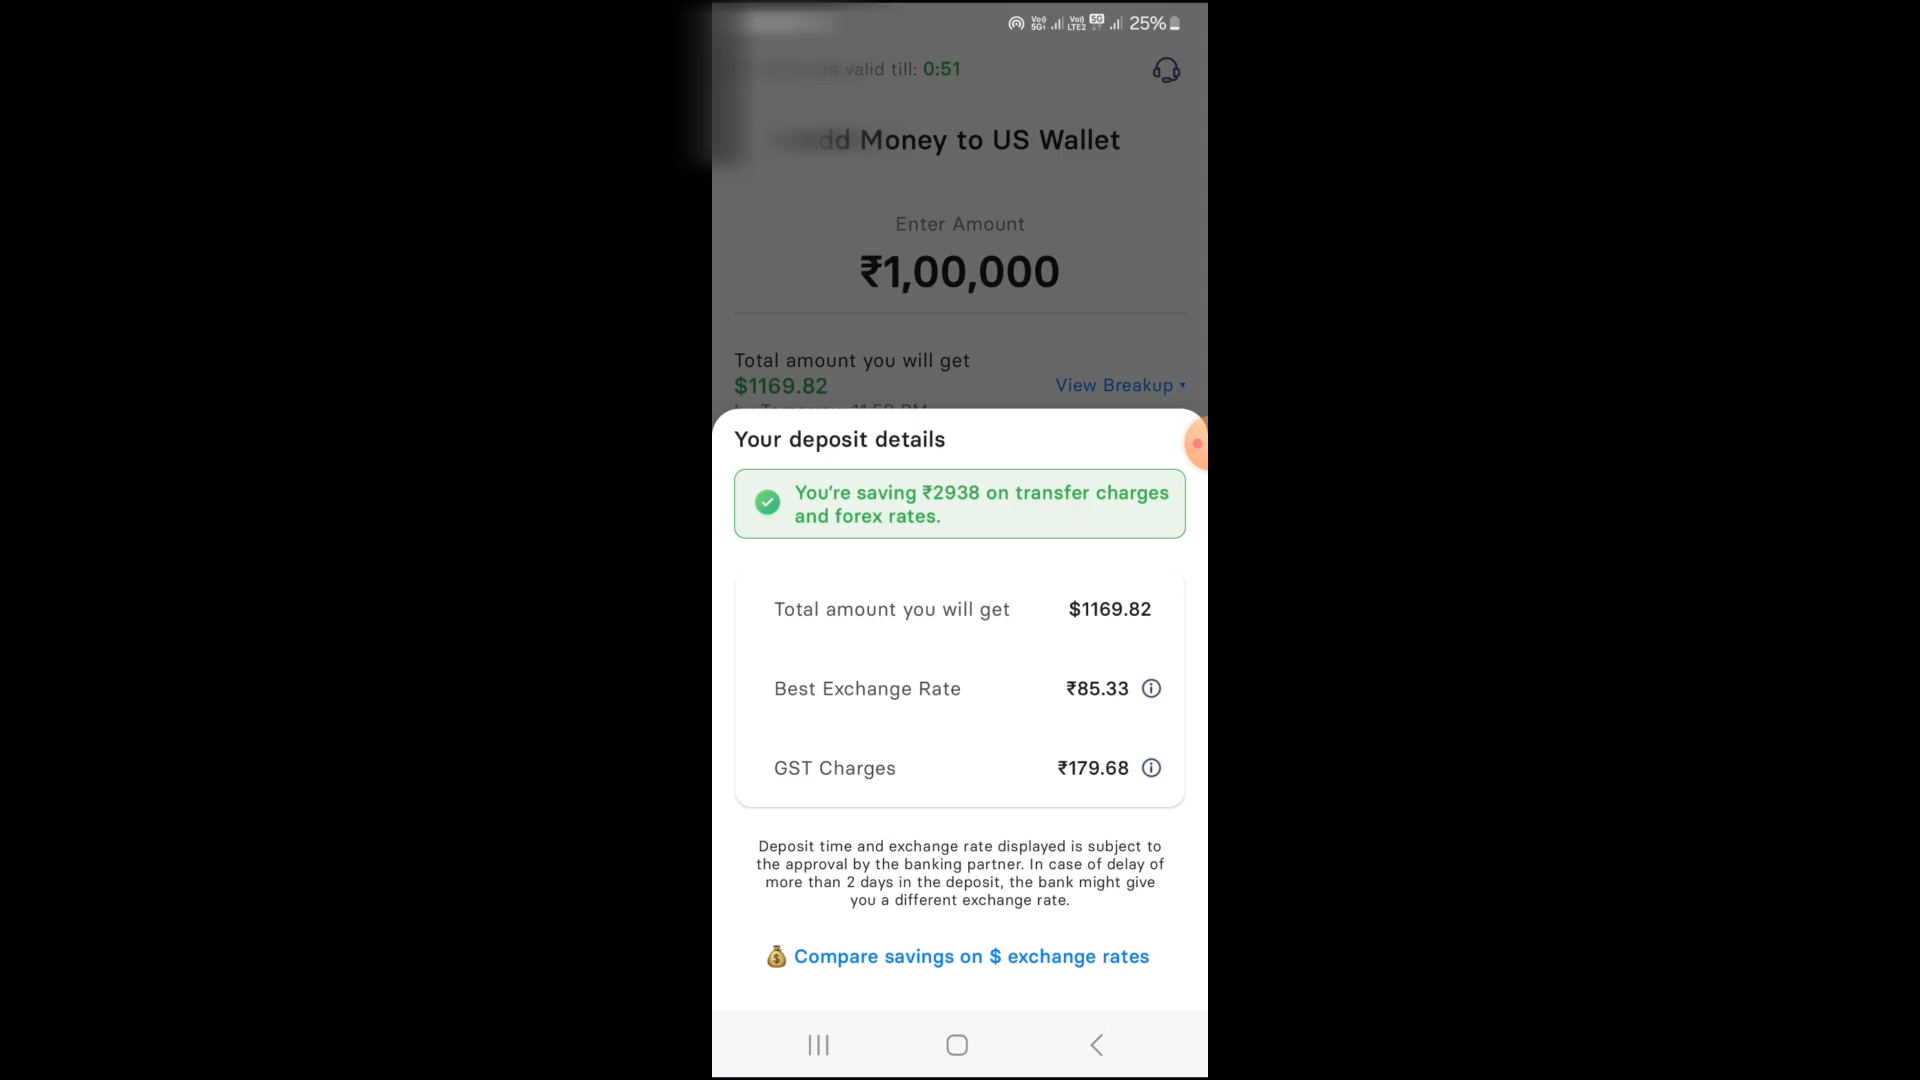 25%
valid till: 0:51
Money to US Wallet
Enter Amount
₹1,00,000
Total amount you will get
$1169.82
View Breakup
Your deposit details
You're saving ₹2938 on transfer charges
and forex rates.
Total amount you will get $1169.82
Best Exchange Rate ₹85.33
GST Charges ₹179.68
Deposit time and exchange rate displayed is subject to
the approval by the banking partner. In case of delay of
more than 2 days in the deposit, the bank might give
you a different exchange rate.
Compare savings on $ exchange rates